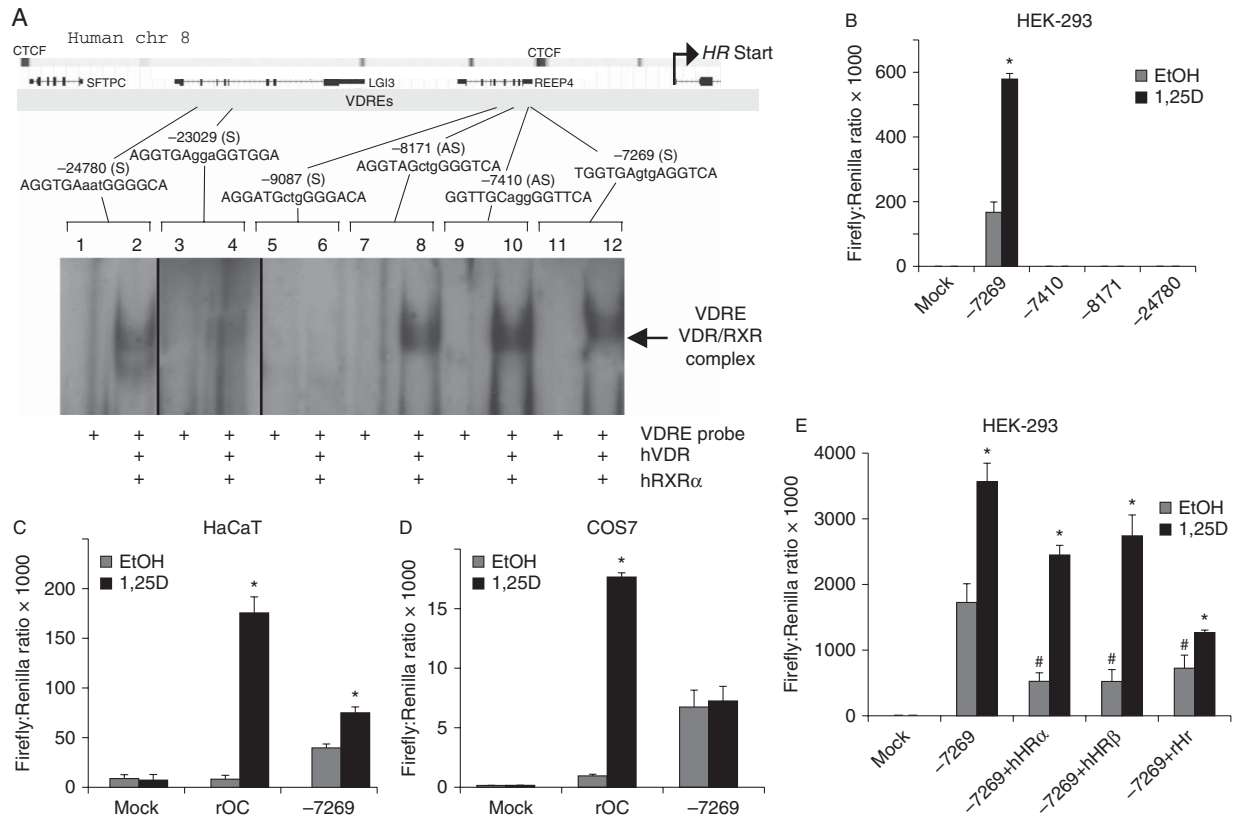 A
Human chr 8
CTCF
CTCF
HR Start
SFTPC
LGI3
REEP4
VDREs
–24780 (S)
AGGTGAaatGGGGCA
–23029 (S)
AGGTGAggaGGTGGA
–9087 (S)
AGGATGctgGGGACA
–8171 (AS)
AGGTAGctgGGGTCA
–7410 (AS)
GGTTGCaggGGTTCA
–7269 (S)
TGGTGAgtgAGGTCA
1 2 3 4 5 6 7 8 9 10 11 12
VDRE
VDR/RXR
complex
+ + + + + + + + + + + + VDRE probe
+ + + + + + hVDR
+ + + + + + hRXRα
B
HEK-293
Firefly:Renilla ratio × 1000
600
400
200
0
*
EtOH
1,25D
Mock
–7269
–7410
–8171
–24780
C
HaCaT
Firefly:Renilla ratio × 1000
200
150
100
50
0
EtOH
1,25D
*
*
Mock rOC –7269
D
COS7
Firefly:Renilla ratio × 1000
15
10
5
0
EtOH
1,25D
*
Mock rOC –7269
E
HEK-293
Firefly:Renilla ratio × 1000
4000
3000
2000
1000
0
* * * *
# # #
EtOH
1,25D
Mock
–7269
–7269+hHRα
–7269+hHRβ
–7269+rHr